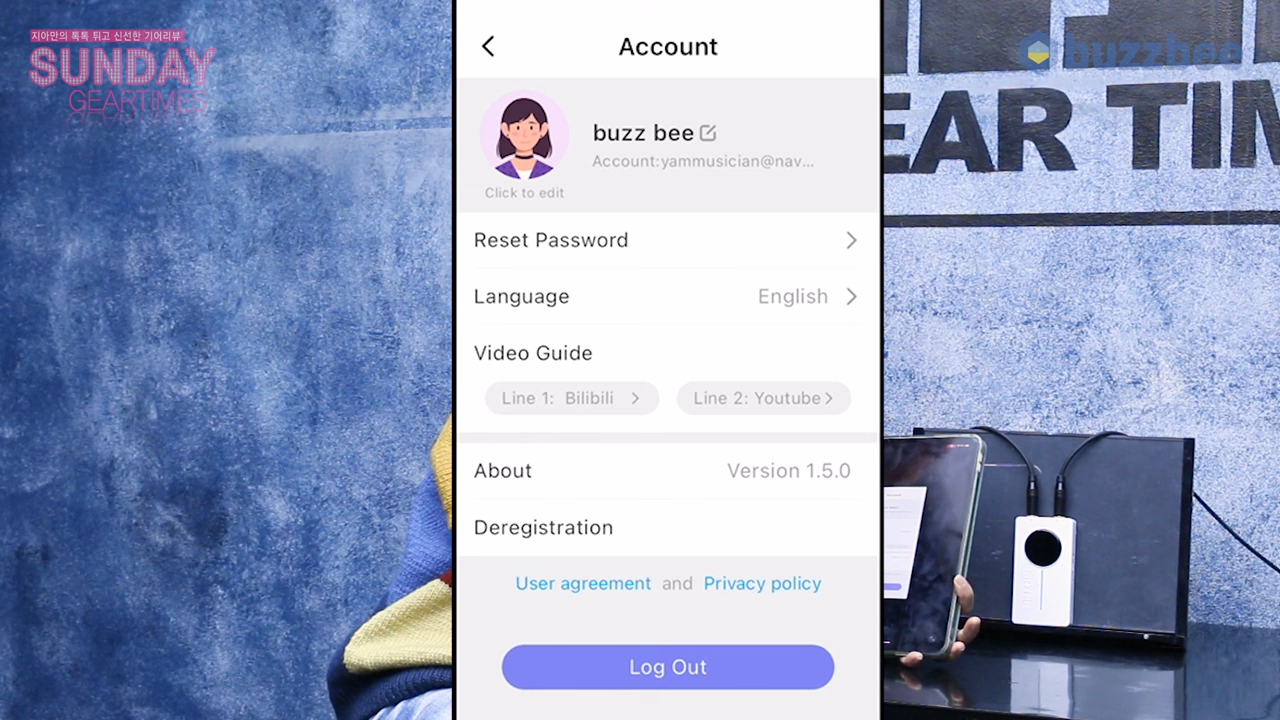 지아만의 톡톡 튀고 신선한 기어리뷰
SUNDAY
GEARTIMES
buzzbee
EAR TIM
Account
buzz bee
Account:yammusician@nav...
Click to edit
Reset Password
Language
English
Video Guide
Line 1: Bilibili
Line 2: Youtube
About
Version 1.5.0
Deregistration
User agreement and Privacy policy
Log Out